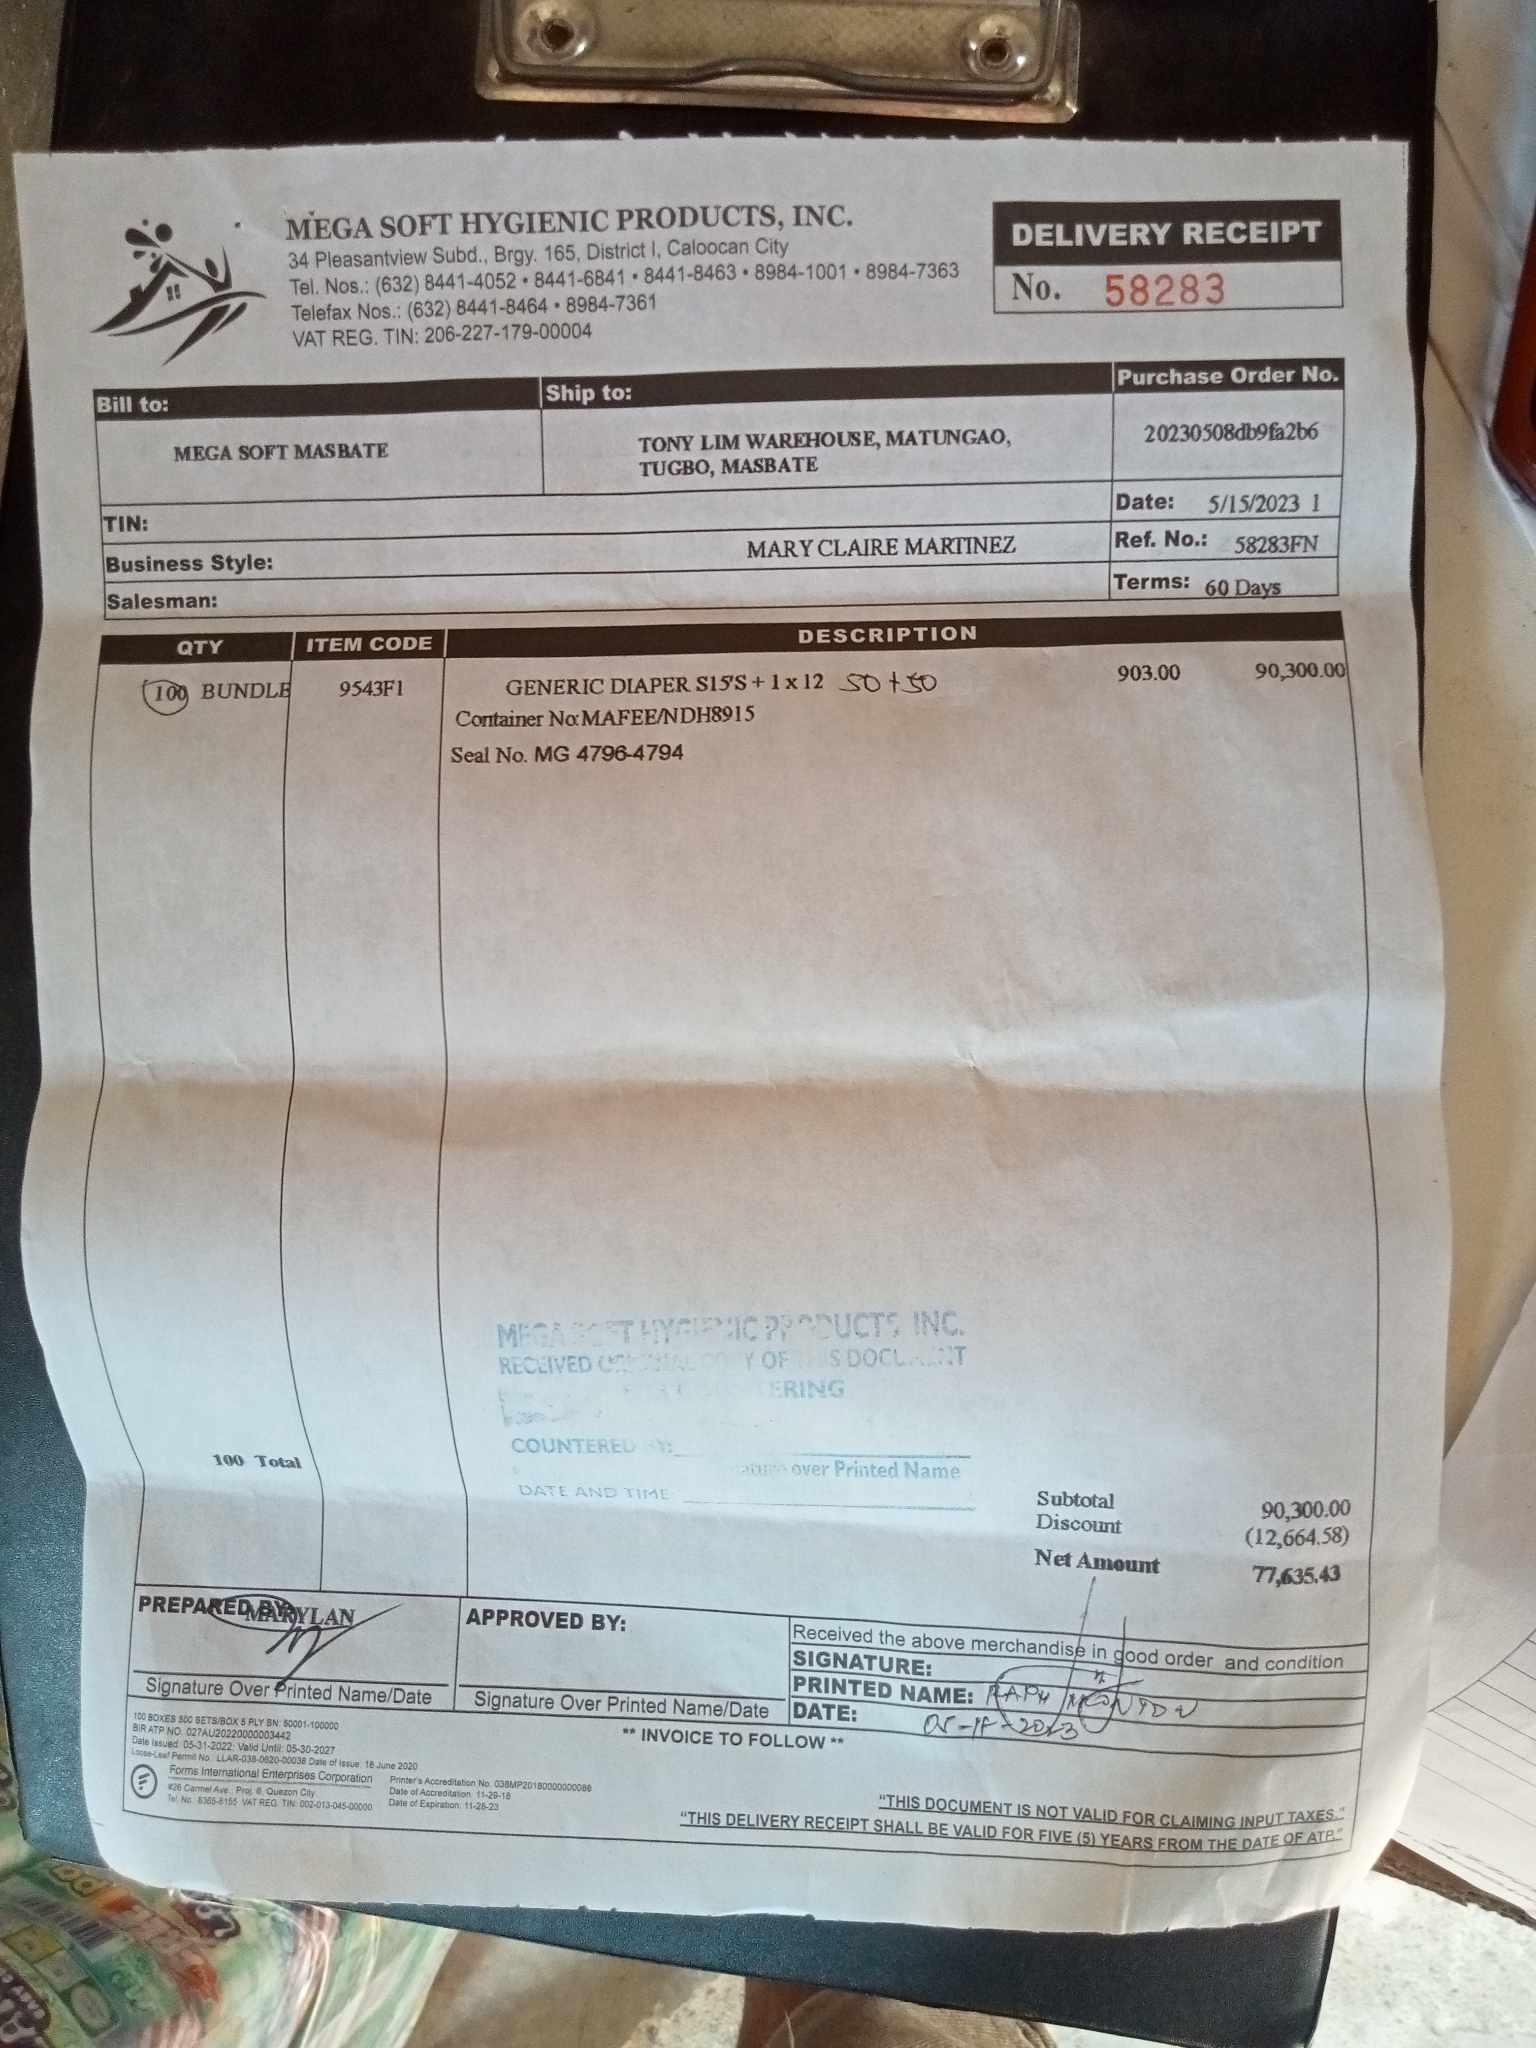 MEGA SOFT HYGIENIC PRODUCTS, INC.
34 Pleasantview Subd., Brgy. 165, District I, Caloocan City
Tel. Nos.: (632) 8441-4052 • 8441-6841 • 8441-8463 • 8984-1001 • 8984-7363
Telefax Nos.: (632) 8441-8464 • 8984-7361
VAT REG. TIN: 206-227-179-00004
DELIVERY RECEIPT
No. 58283
Bill to: Ship to: Purchase Order No.
MEGA SOFT MASBATE
TONY LIM WAREHOUSE, MATUNGAO,
TUGBO, MASBATE
20230508db9fa2b6
TIN:
Date: 5/15/2023 1
Business Style: MARY CLAIRE MARTINEZ
Ref. No.: 58283FN
Salesman:
Terms: 60 Days
QTY ITEM CODE DESCRIPTION
100 BUNDLE 9543F1 GENERIC DIAPER S15'S + 1 x 12 50+50 903.00 90,300.00
Container No:MAFEE/NDH8915
Seal No. MG 4796-4794
MEGA SOFT HYGIENIC PRODUCTS, INC.
RECEIVED ORIGINAL COPY OF THIS DOCUMENT
COUNTERED BY:
over Printed Name
DATE AND TIME
100 Total
Subtotal 90,300.00
Discount (12,664.58)
Net Amount 77,635.43
PREPARED BY: MARYLAN
Signature Over Printed Name/Date
APPROVED BY:
Signature Over Printed Name/Date
Received the above merchandise in good order and condition
SIGNATURE:
PRINTED NAME: RAPH
DATE:
** INVOICE TO FOLLOW **
100 BOXES 500 SETS/BOX 5 PLY BN: 50001-100000
BIR ATP NO. 027AU20220000003442
Date Issued: 05-31-2022; Valid Until: 05-30-2027
Loose-Leaf Permit No.: LLAR-038-0620-00038 Date of Issue: 18 June 2020
Forms International Enterprises Corporation
#26 Carmel Ave., Proj. 6, Quezon City
Tel. No.: 8365-8155 VAT REG. TIN: 002-013-045-00000
Printer's Accreditation No. 038MP20180000000086
Date of Accreditation: 11-29-18
Date of Expiration: 11-28-23
"THIS DOCUMENT IS NOT VALID FOR CLAIMING INPUT TAXES."
"THIS DELIVERY RECEIPT SHALL BE VALID FOR FIVE (5) YEARS FROM THE DATE OF ATP."